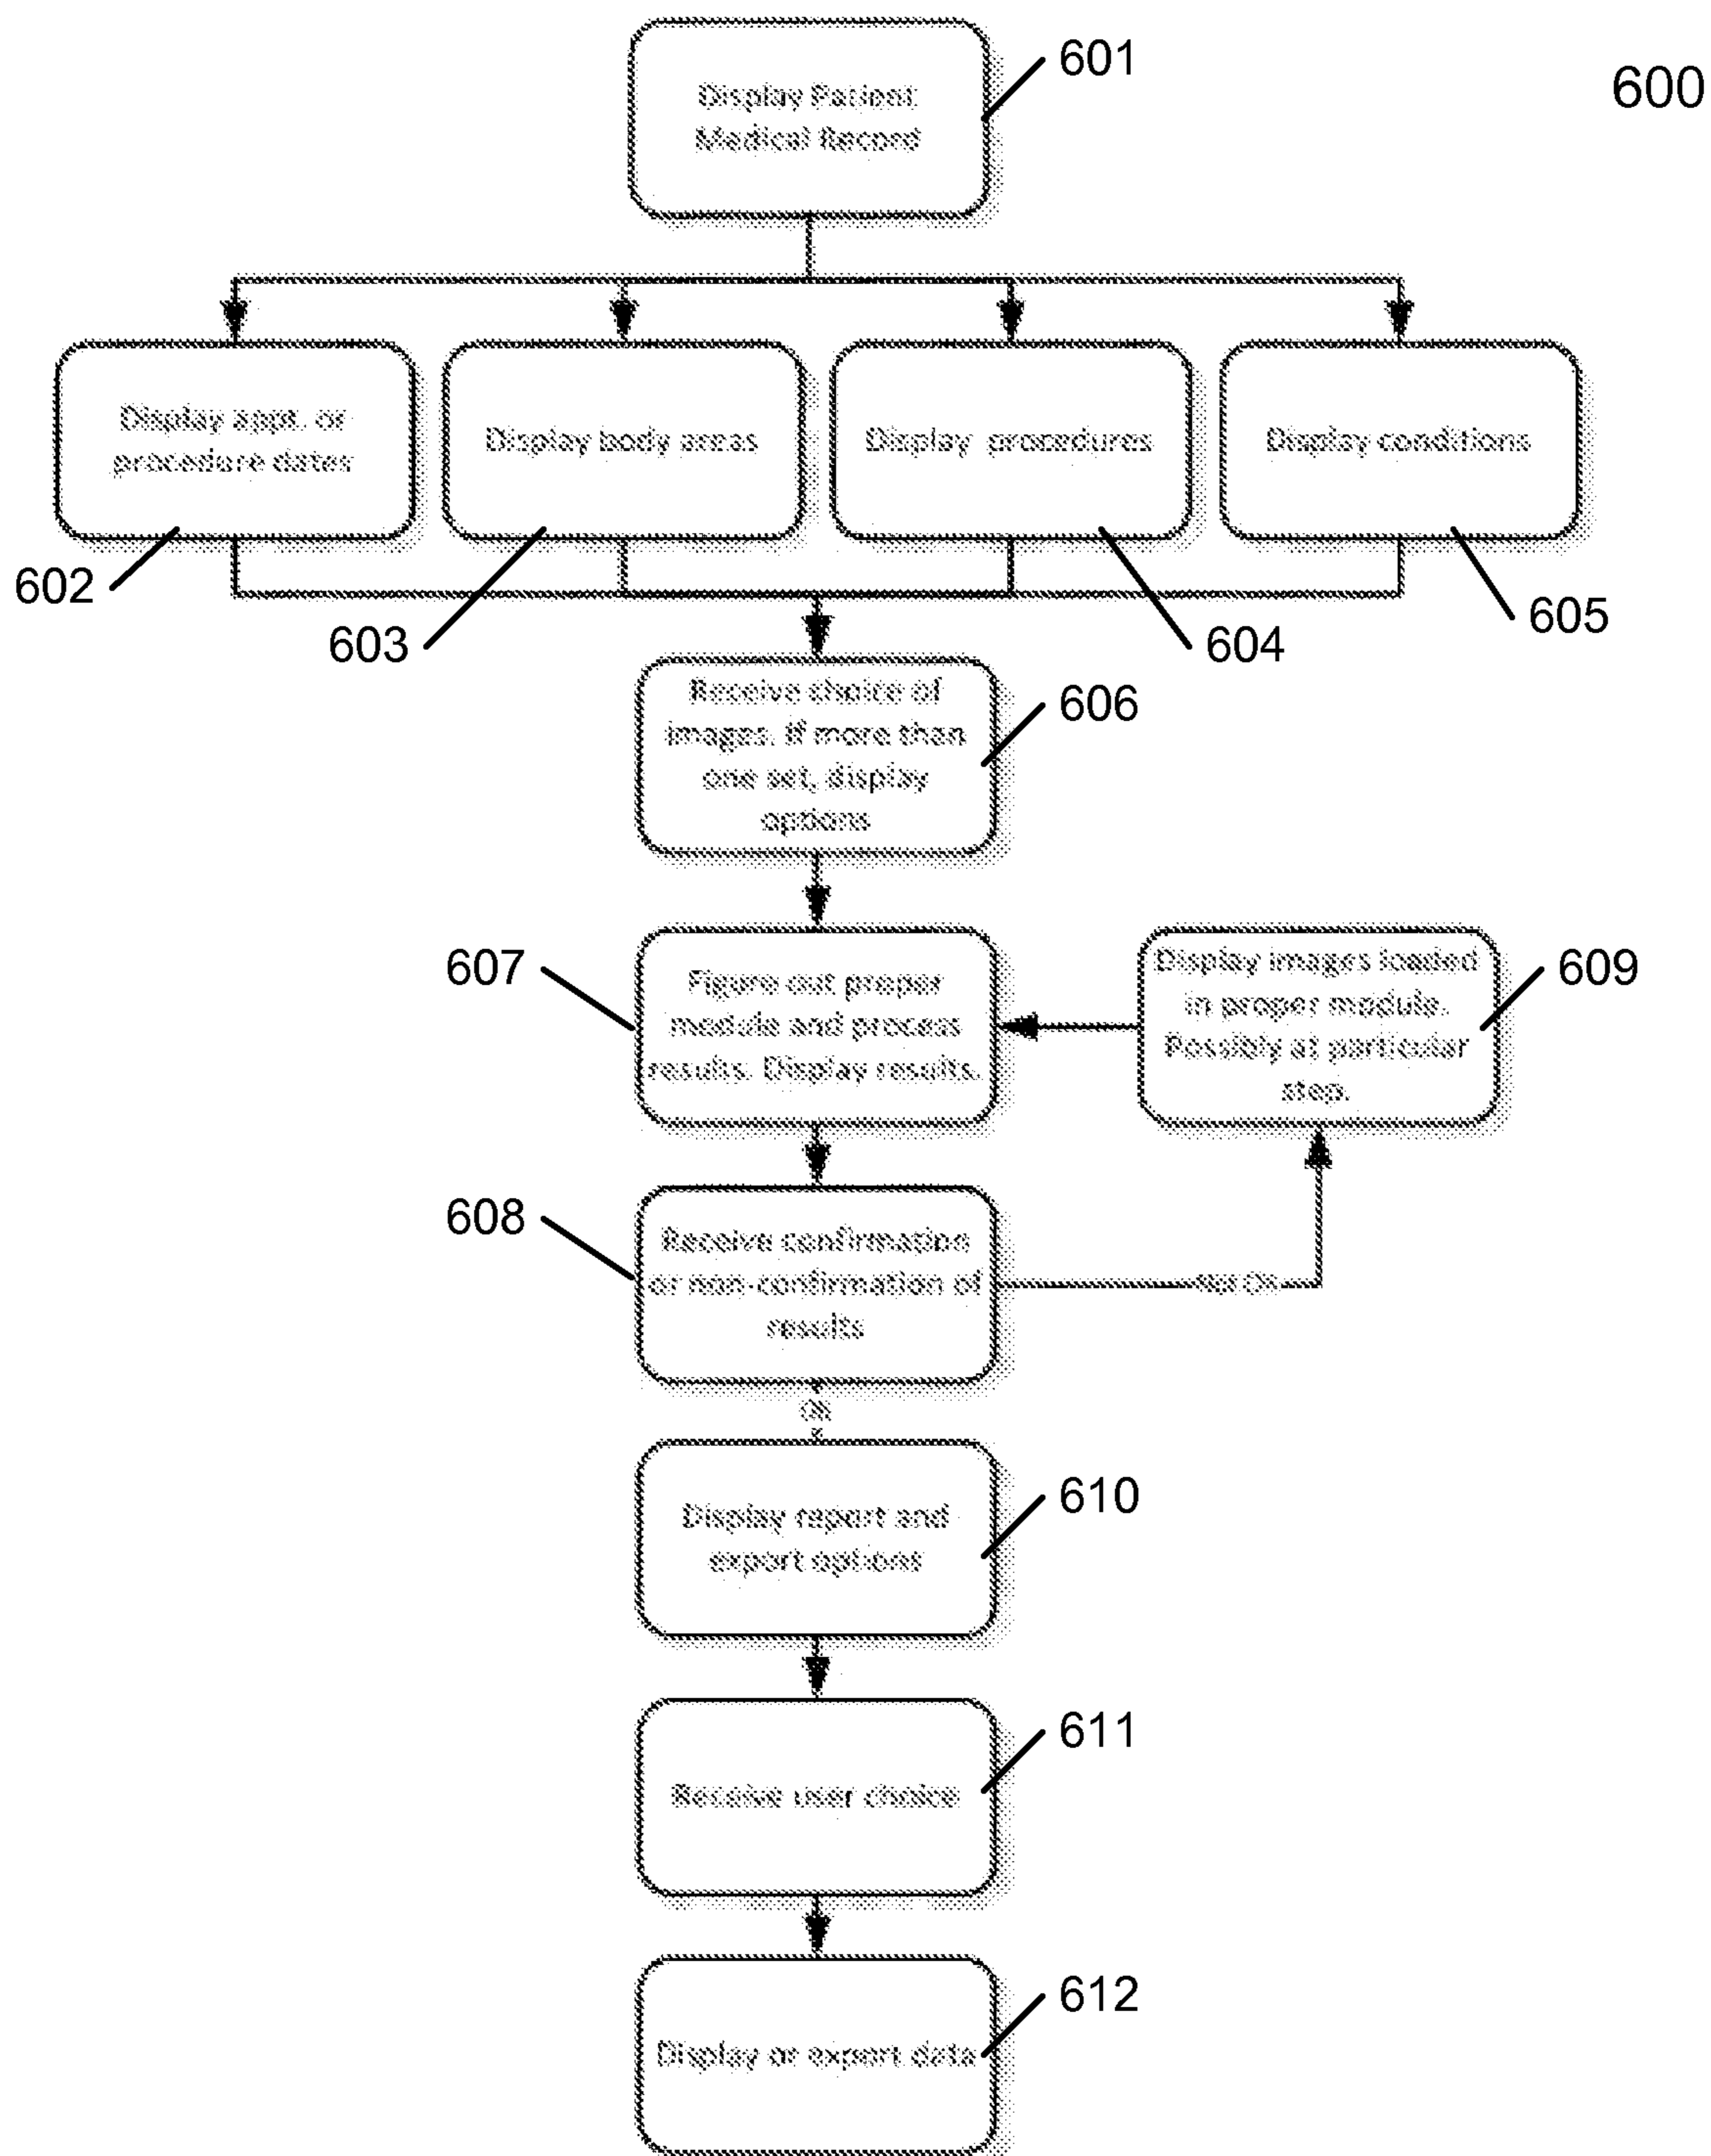 601
600
Display Patient
Medical Record
Display appt. or
procedure dates
Display body areas
Display procedures
Display conditions
602
603
604
605
Receive choice of
images. If more than
one set, display
options
606
607
Figure out proper
module and process
results. Display results.
Display images loaded
in proper module.
Possibly at particular
step.
609
608
Receive confirmation
or non-confirmation of
results
Not Ok
Ok
Display report and
export options
610
611
Receive user choice
612
Display or export data